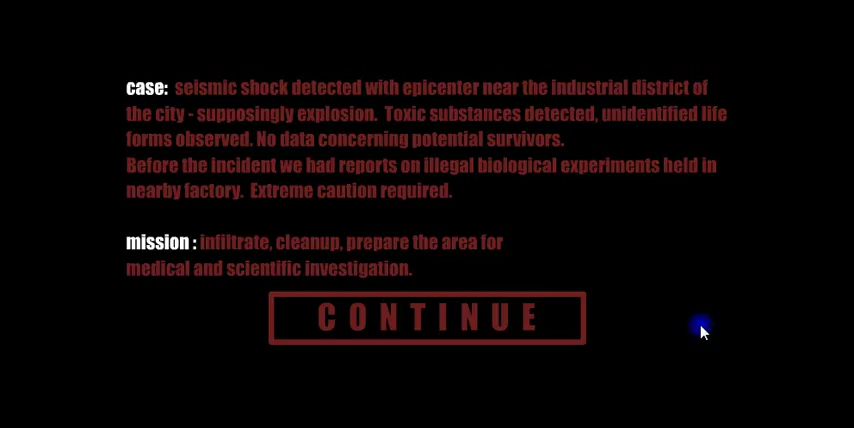 case: seismic shock detected with epicenter near the industrial district of
the city - supposingly explosion. Toxic substances detected, unidentified life
forms observed. No data concerning potential survivors.
Before the incident we had reports on illegal biological experiments held in
nearby factory. Extreme caution required.
mission : infiltrate, cleanup, prepare the area for
medical and scientific investigation.
CONTINUE